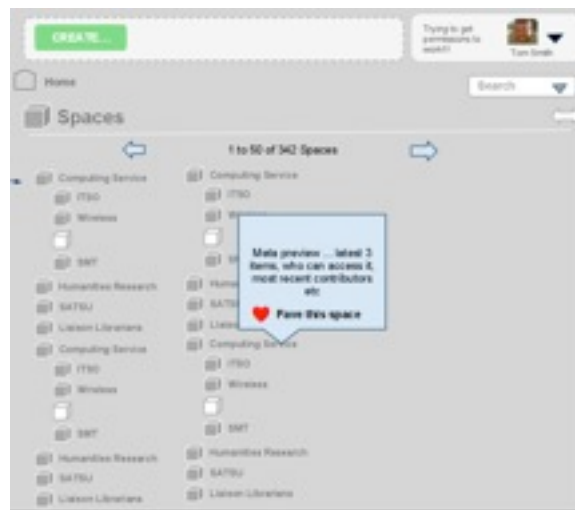 CREATE...
Trying to get
permissions to
work!!
Tom Smith
Home
Search
Spaces
1 to 50 of 342 Spaces
Computing Service
ITSO
Wireless
SMT
Humanities Research
SATSU
Liaison Librarians
Computing Service
ITSO
Wireless
SMT
Humanities Research
SATSU
Liaison Librarians
Computing Service
ITSO
Meta preview ... latest 3
items, who can access it,
most recent contributors
etc
Fave this space
Computing Service
ITSO
Wireless
SMT
Humanities Research
SATSU
Liaison Librarians